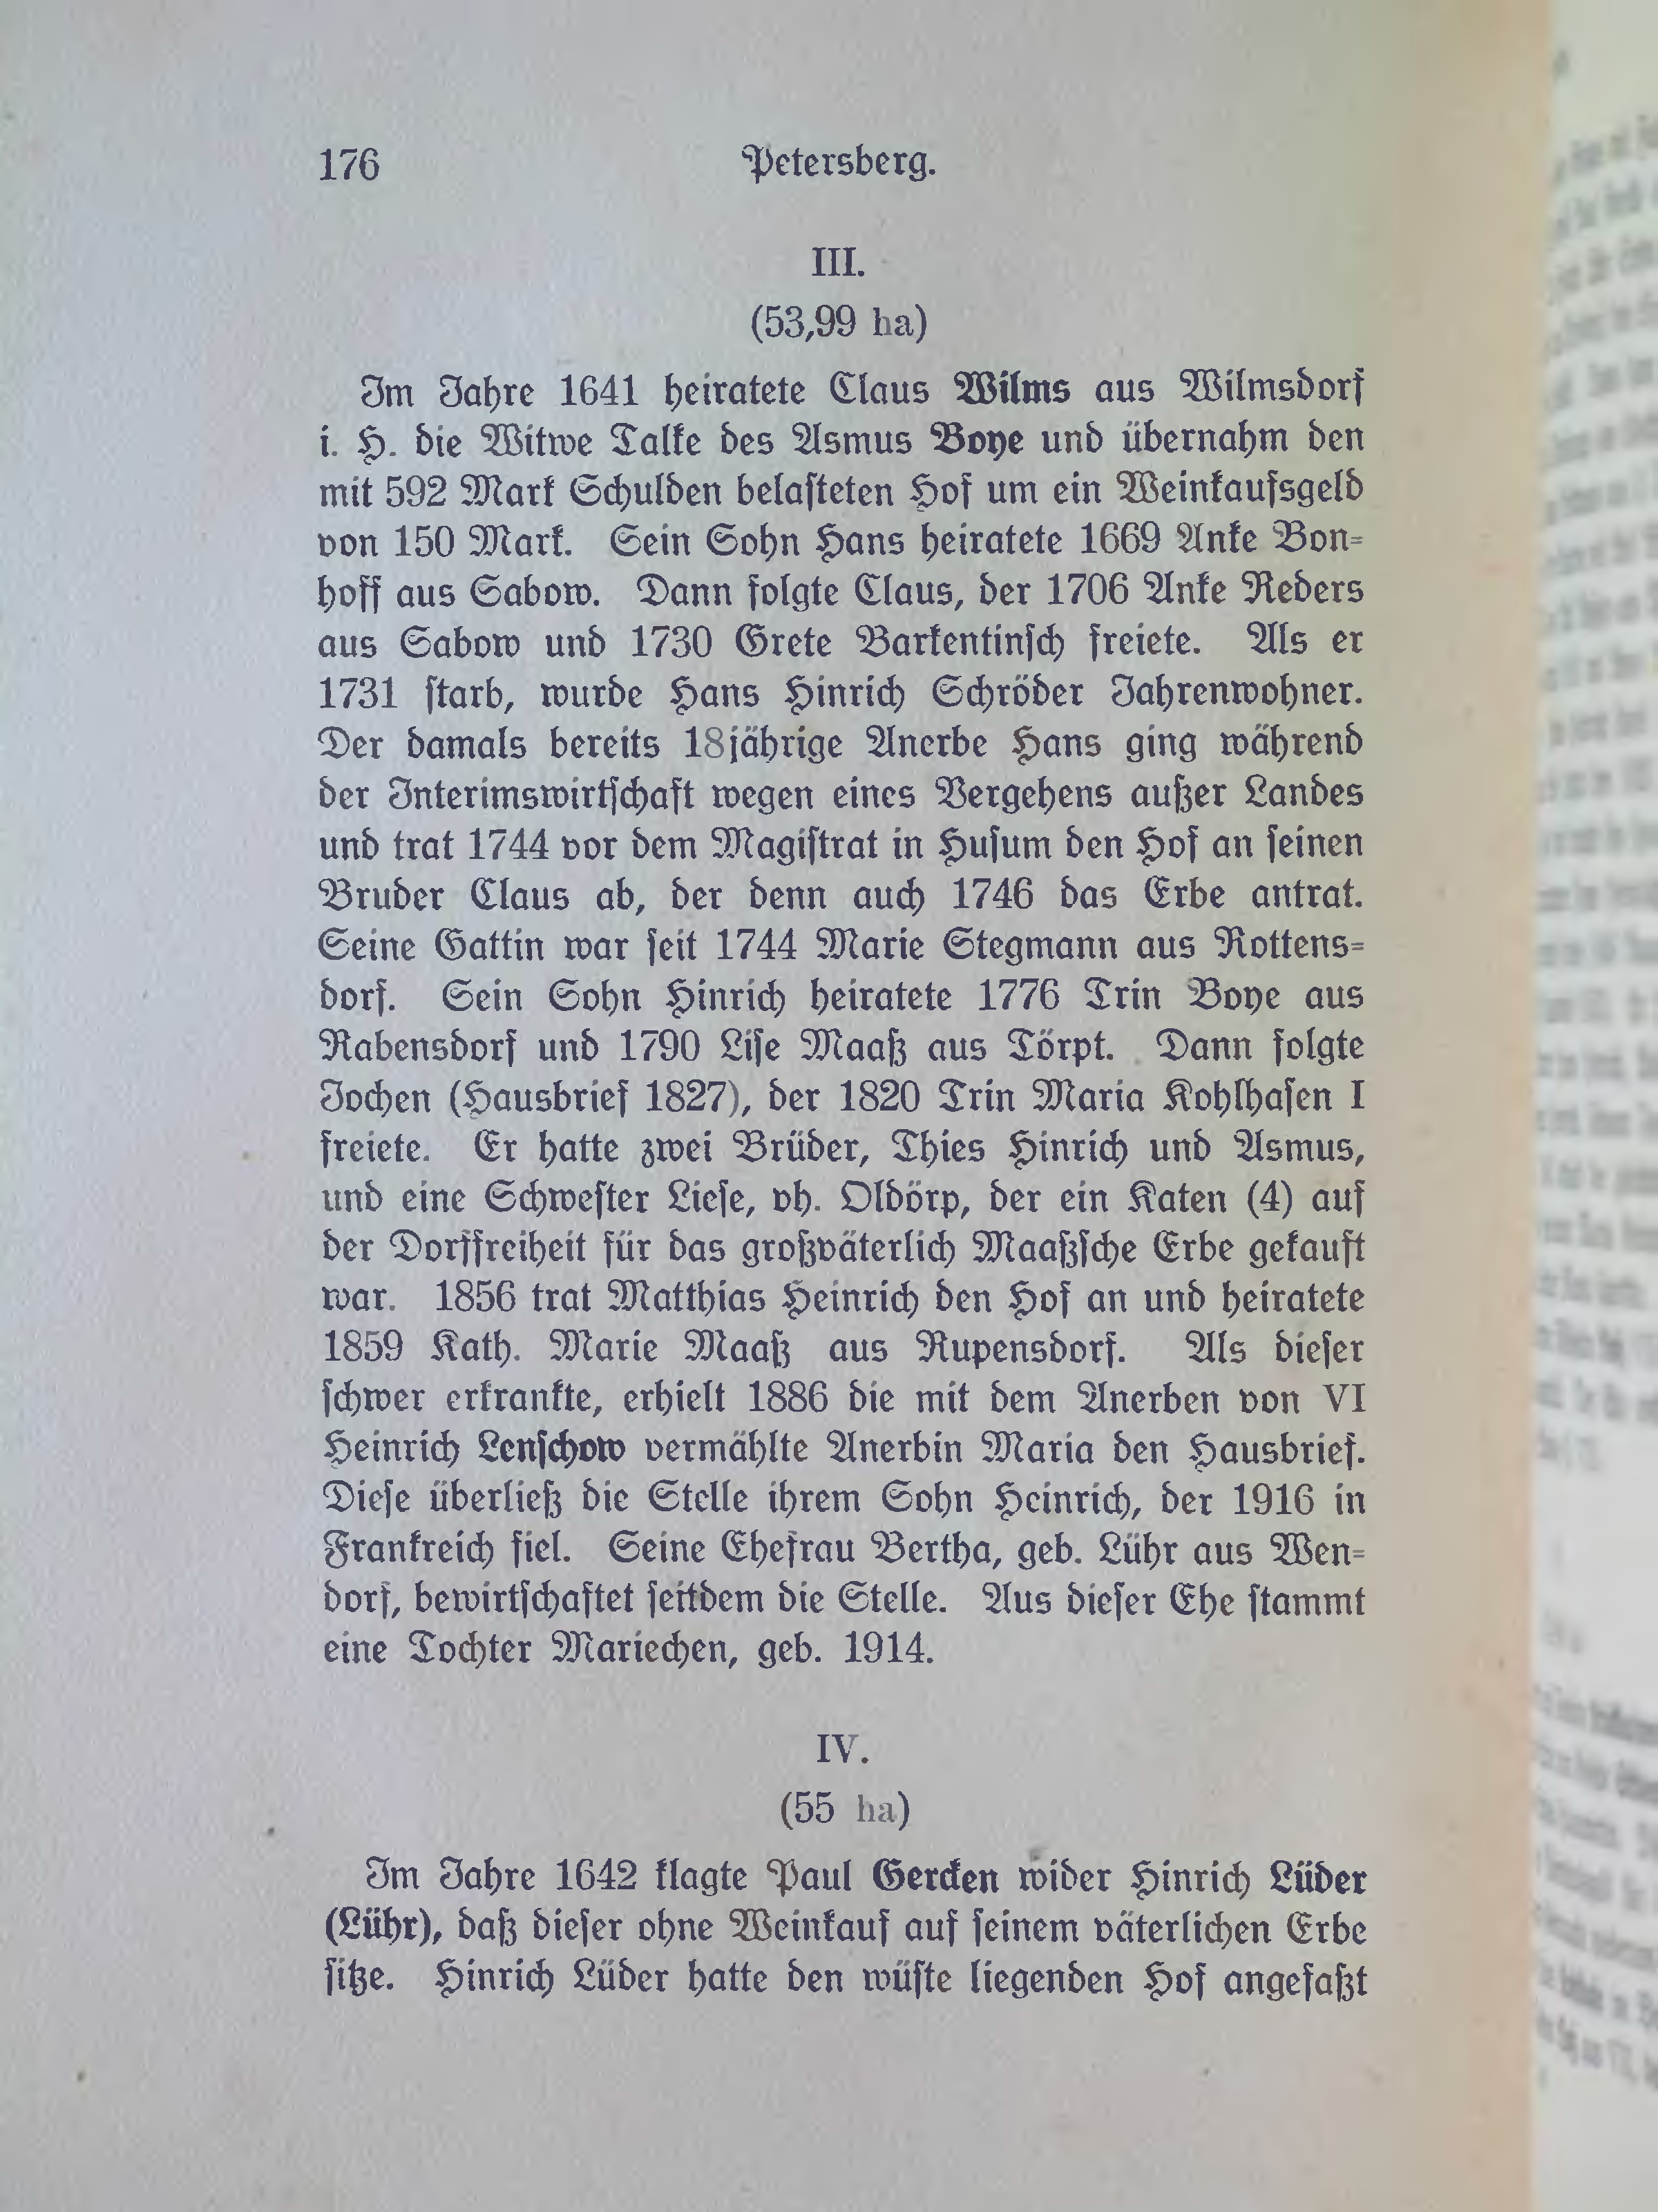 176 Petersberg.
III.
(53,99 ha)
Im Jahre 1641 heiratete Claus Wilms aus Wilmsdorf
i. H. die Witwe Talke des Asmus Boye und übernahm den
mit 592 Mark Schulden belaſteten Hof um ein Weinkaufsgeld
von 150 Mark. Sein Sohn Hans heiratete 1669 Anke Bon⸗
hoff aus Sabow. Dann folgte Claus, der 1706 Anke Reders
aus Sabow und 1730 Grete Barkentinſch freiete. Als er
1731 ſtarb, wurde Hans Hinrich Schröder Jahrenwohner.
Der damals bereits 18jährige Anerbe Hans ging während
der Interimswirtſchaft wegen eines Vergehens außer Landes
und trat 1744 vor dem Magiſtrat in Huſum den Hof an ſeinen
Bruder Claus ab, der denn auch 1746 das Erbe antrat.
Seine Gattin war ſeit 1744 Marie Stegmann aus Rottens⸗
dorf. Sein Sohn Hinrich heiratete 1776 Trin Boye aus
Rabensdorf und 1790 Liſe Maaß aus Törpt. Dann folgte
Jochen (Hausbrief 1827), der 1820 Trin Maria Kohlhaſen I
freiete. Er hatte zwei Brüder, Thies Hinrich und Asmus,
und eine Schweſter Lieſe, vh. Oldörp, der ein Katen (4) auf
der Dorffreiheit für das großväterlich Maaßſche Erbe gekauft
war. 1856 trat Matthias Heinrich den Hof an und heiratete
1859 Kath. Marie Maaß aus Rupensdorf. Als dieſer
ſchwer erkrankte, erhielt 1886 die mit dem Anerben von VI
Heinrich Lenſchow vermählte Anerbin Maria den Hausbrief.
Dieſe überließ die Stelle ihrem Sohn Heinrich, der 1916 in
Frankreich fiel. Seine Ehefrau Bertha, geb. Lühr aus Wen⸗
dorf, bewirtſchaftet ſeitdem die Stelle. Aus dieſer Ehe ſtammt
eine Tochter Mariechen, geb. 1914.
IV.
(55 ha)
Im Jahre 1642 klagte Paul Gercken wider Hinrich Lüder
(Lühr), daß dieſer ohne Weinkauf auf ſeinem väterlichen Erbe
ſitze. Hinrich Lüder hatte den wüſte liegenden Hof angefaßt